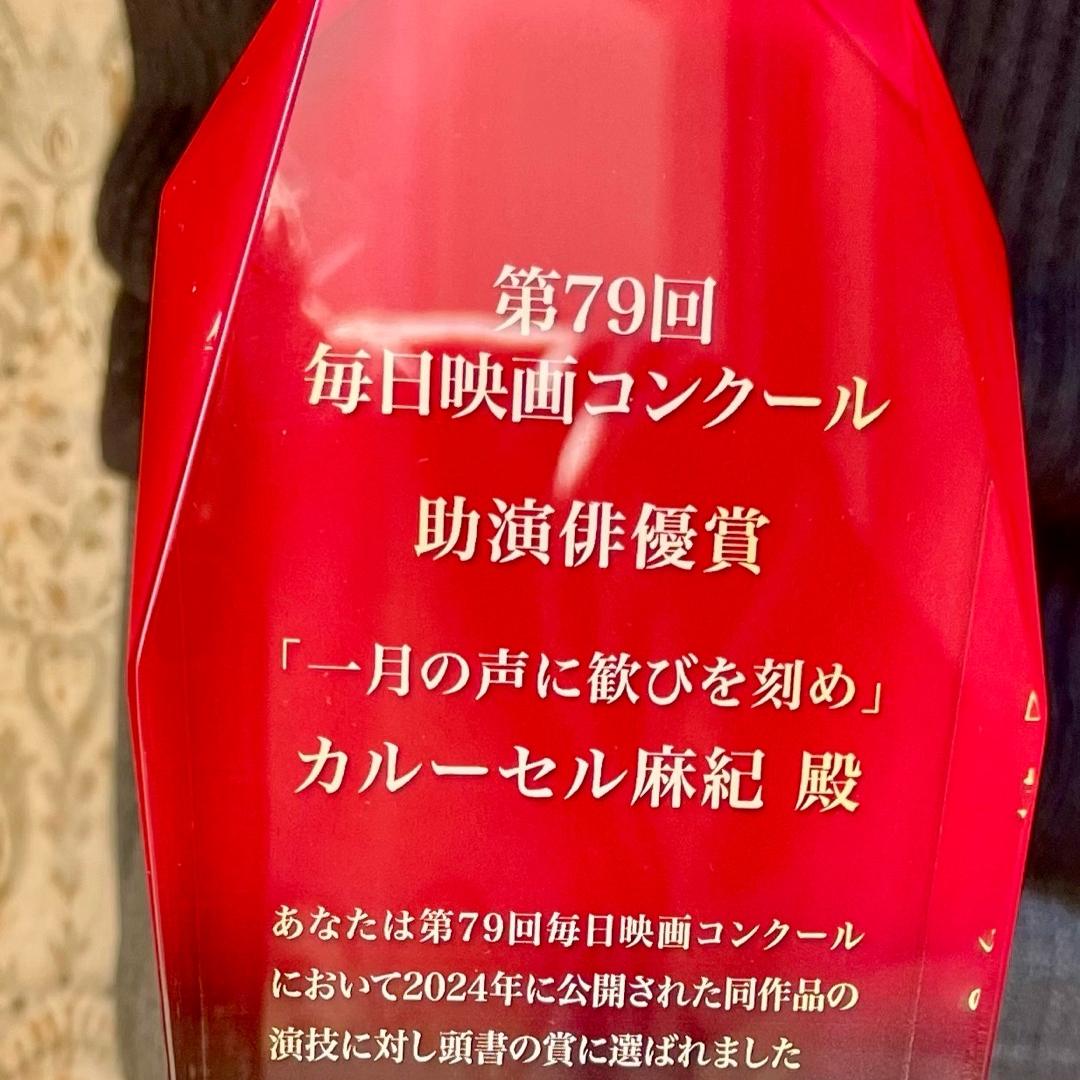 第79回
毎日映画コンクール
助演俳優賞
「一月の声に歓びを刻め」
カルーセル麻紀 殿
あなたは第79回毎日映画コンクール
において2024年に公開された同作品の
演技に対し頭書の賞に選ばれました